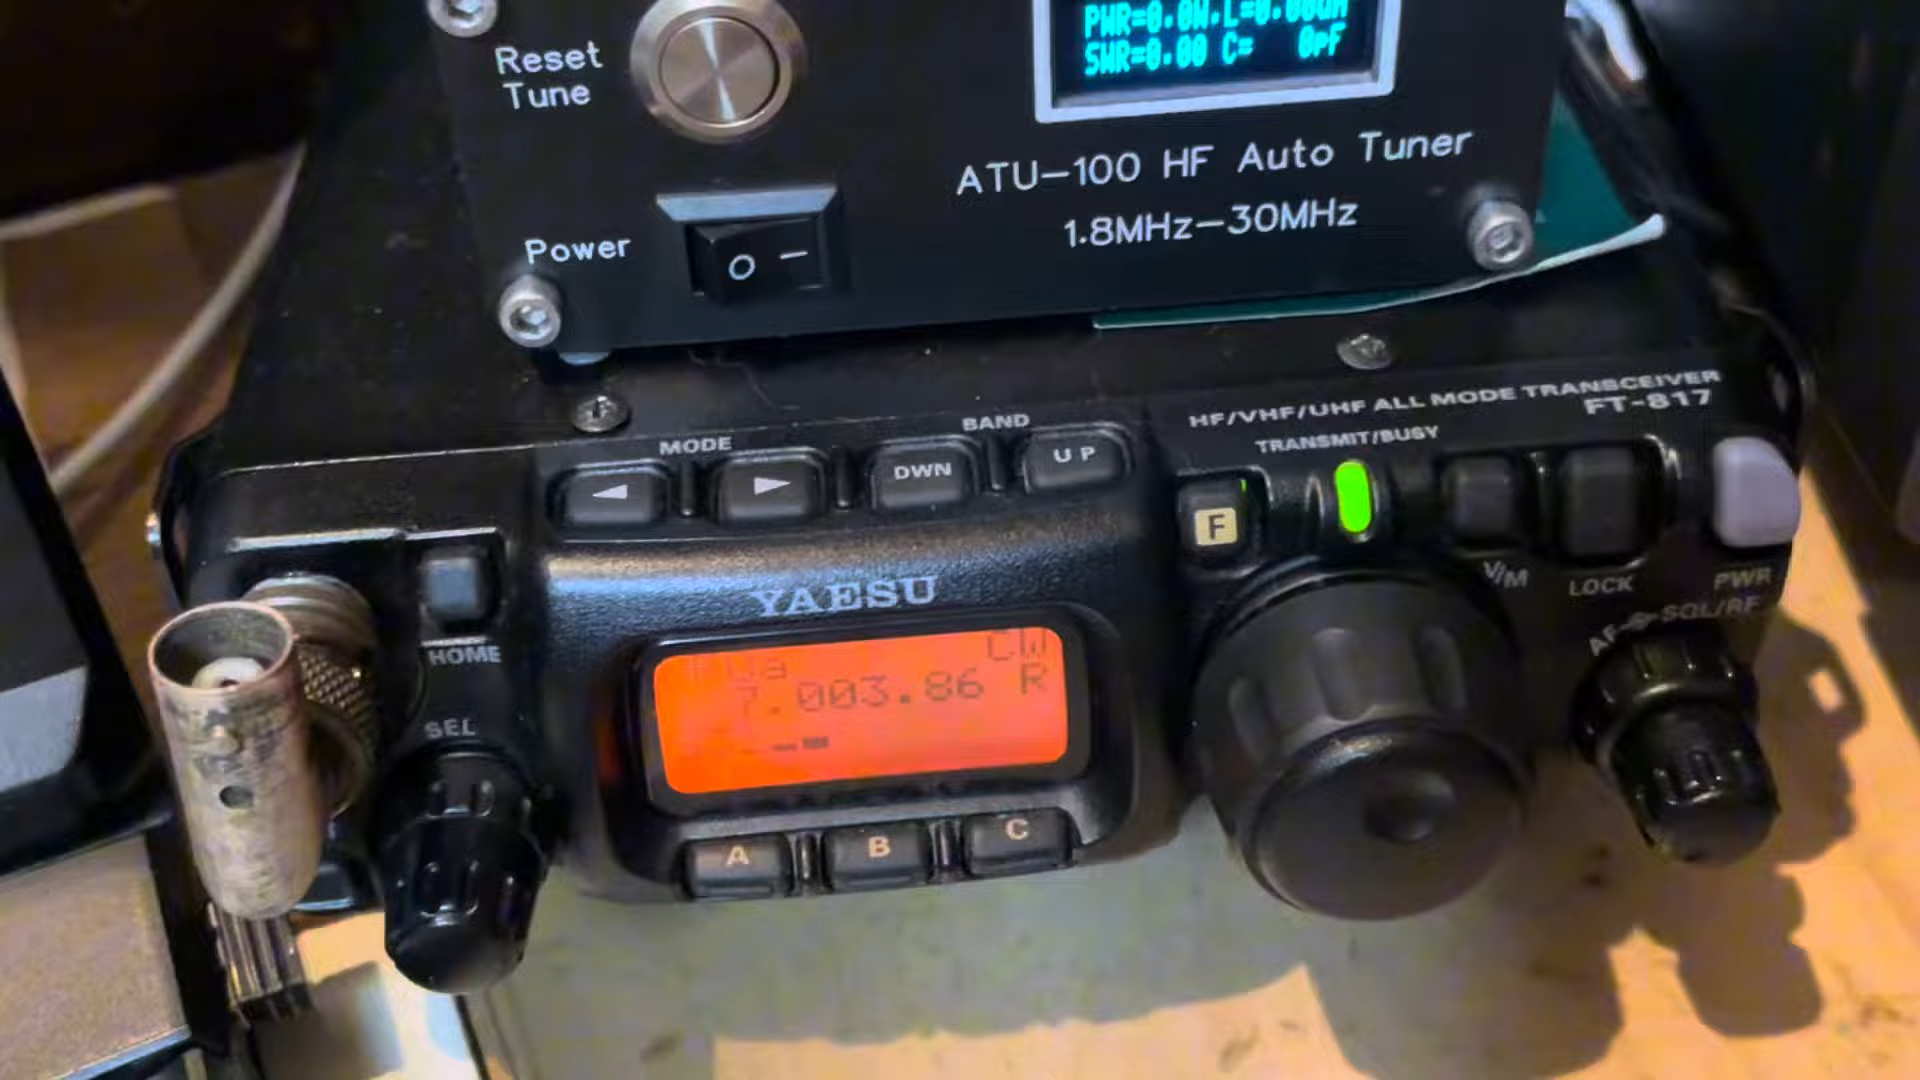 PWR=0.0W.L=0.00uH
SWR=0.00 C= 0pF
Reset
Tune
ATU-100 HF Auto Tuner
1.8MHz-30MHz
Power
O –
HF/VHF/UHF ALL MODE TRANSCEIVER
FT-817
MODE
BAND
TRANSMIT/BUSY
DWN
UP
F
V/M
LOCK
PWR
YAESU
HOME
AF
SQL/RF
CW
7.003.86 R
SEL
A
B
C